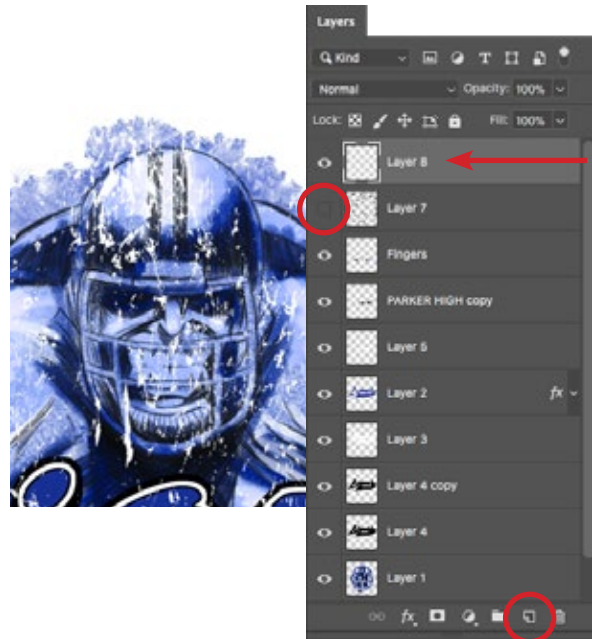 Layers
Kind
Normal Opacity: 100%
Lock: Fill: 100%
Layer 8
Layer 7
Fingers
PARKER HIGH copy
Layer 5
Layer 2 fx
Layer 3
Layer 4 copy
Layer 4
Layer 1
fx